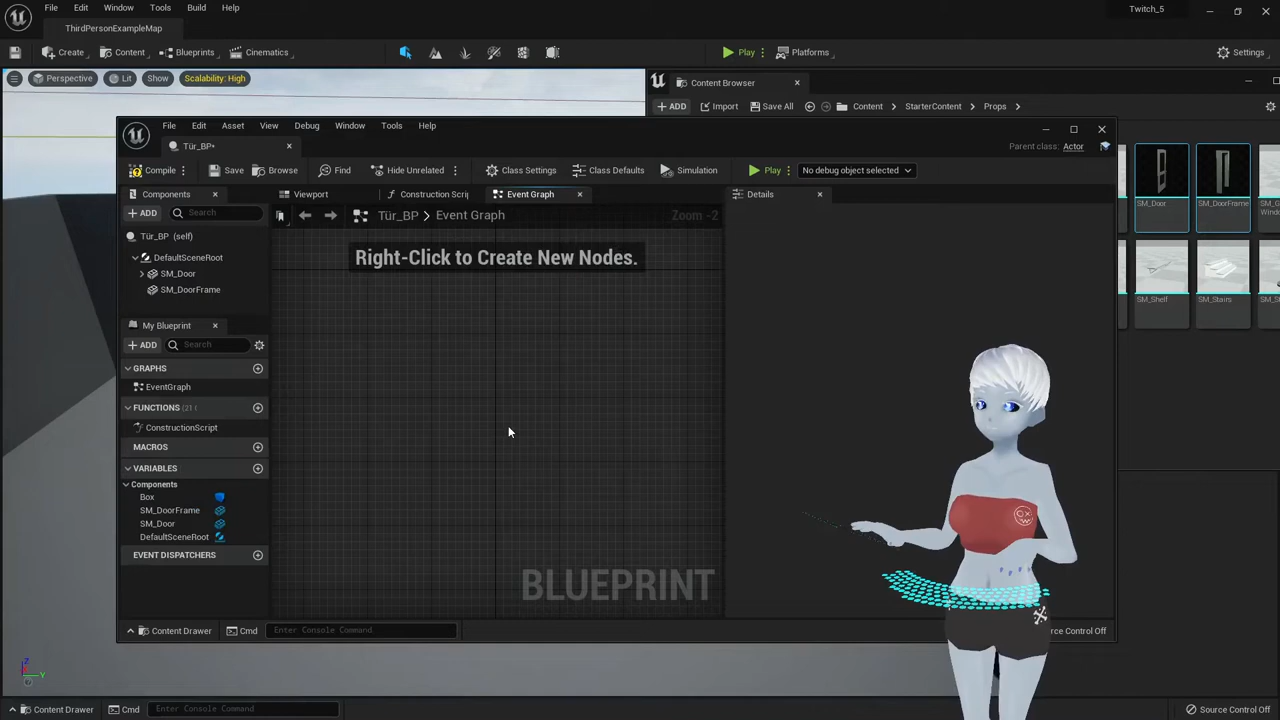 File Edit Window Tools Build Help
Twitch_5
ThirdPersonExampleMap
Create Content Blueprints Cinematics Play Platforms Settings
Perspective Lit Show Scalability: High
Content Browser
ADD Import Save All Content StarterContent Props
File Edit Asset View Debug Window Tools Help
Tür_BP* Parent class: Actor
Compile Save Browse Find Hide Unrelated Class Settings Class Defaults Simulation Play No debug object selected
Components Viewport Construction Scrip Event Graph Details
ADD Search Tür_BP > Event Graph Zoom -2
Tür_BP (self)
Right-Click to Create New Nodes.
DefaultSceneRoot
SM_Door
SM_DoorFrame
My Blueprint
ADD Search
GRAPHS
EventGraph
FUNCTIONS (21
ConstructionScript
MACROS
VARIABLES
Components
Box
SM_DoorFrame
SM_Door
DefaultSceneRoot
EVENT DISPATCHERS
BLUEPRINT
Content Drawer Cmd Enter Console Command
ource Control Off
SM_Door SM_DoorFrame SM_G
Windo
SM_Shelf SM_Stairs SM_St
Z
Y
Content Drawer Cmd Enter Console Command Source Control Off